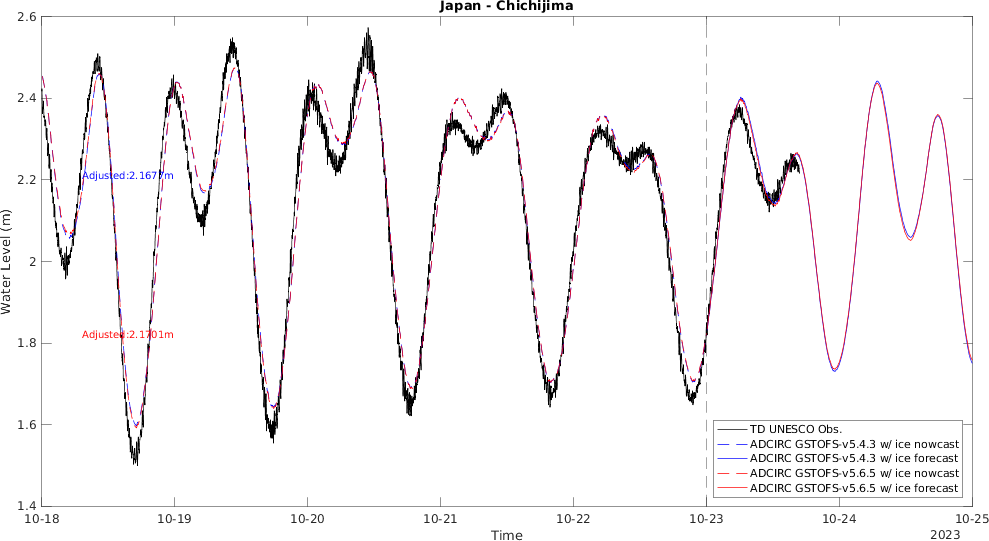 Japan - Chichijima
2.6
2.4
2.2
2
1.8
1.6
1.4
Water Level (m)
Adjusted:2.1677m
Adjusted:2.1701m
TD UNESCO Obs.
ADCIRC GSTOFS-v5.4.3 w/ ice nowcast
ADCIRC GSTOFS-v5.4.3 w/ ice forecast
ADCIRC GSTOFS-v5.6.5 w/ ice nowcast
ADCIRC GSTOFS-v5.6.5 w/ ice forecast
10-18 10-19 10-20 10-21 10-22 10-23 10-24 10-25
Time
2023